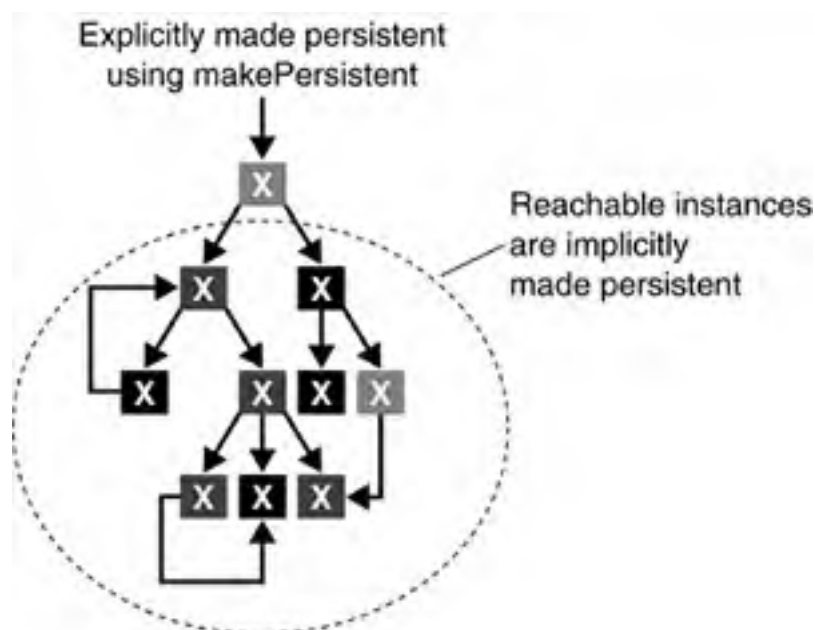 Explicitly made persistent
using makePersistent
X
Reachable instances
are implicitly
made persistent
X X
X X X X
X X X